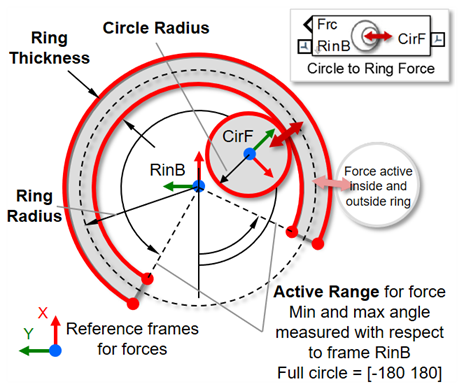 Circle Radius
Ring
Thickness
Frc
RinB
CirF
Circle to Ring Force
CirF
RinB
Force active
inside and
outside ring
Ring
Radius
X
Y
Reference frames
for forces
Active Range for force
Min and max angle
measured with respect
to frame RinB
Full circle = [-180 180]